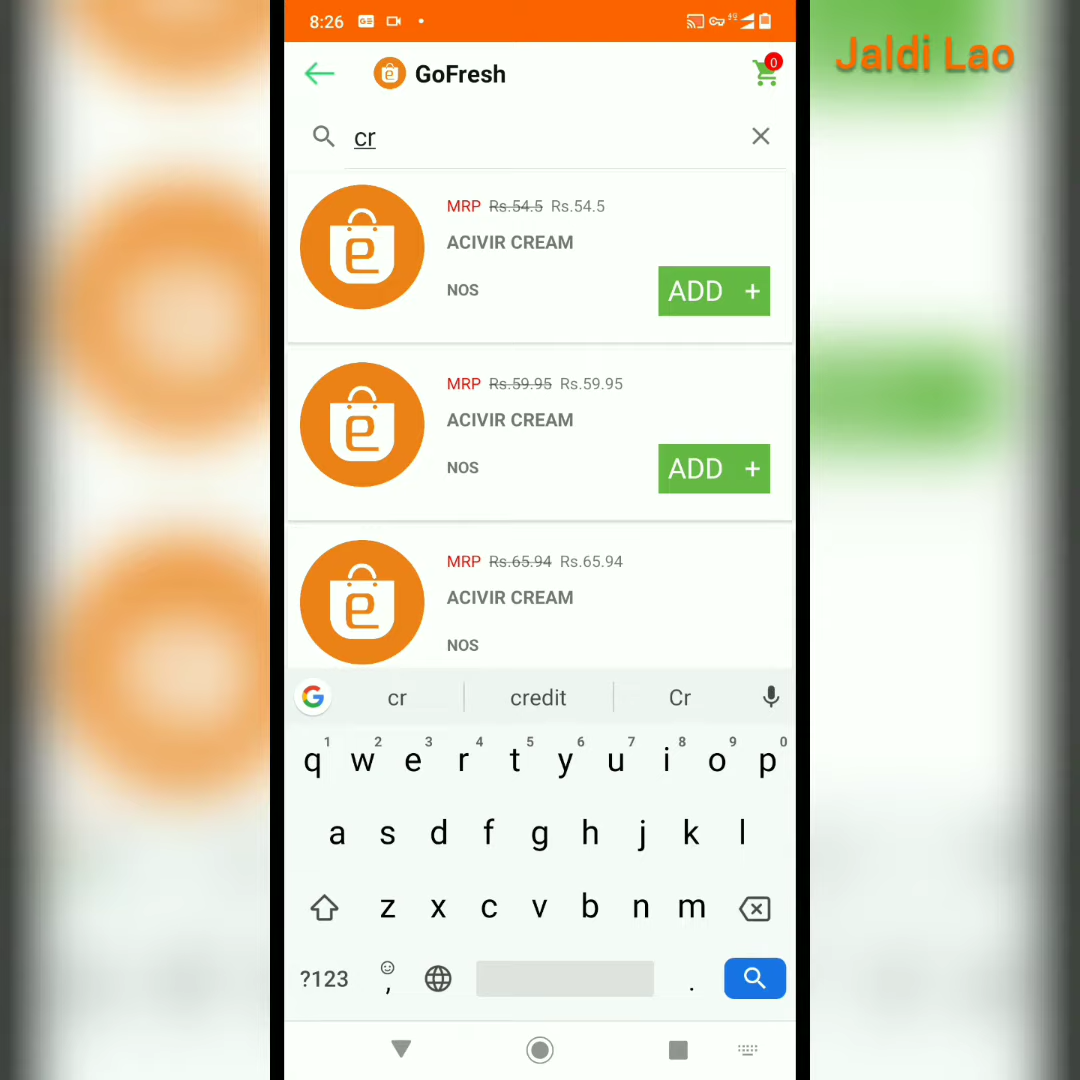 8:26
4G
Jaldi Lao
GoFresh
0
cr
MRP Rs.54.5 Rs.54.5
ACIVIR CREAM
NOS
ADD +
MRP Rs.59.95 Rs.59.95
ACIVIR CREAM
NOS
ADD +
MRP Rs.65.94 Rs.65.94
ACIVIR CREAM
NOS
cr credit Cr
1 2 3 4 5 6 7 8 9 0
q w e r t y u i o p
a s d f g h j k l
z x c v b n m
?123 , .